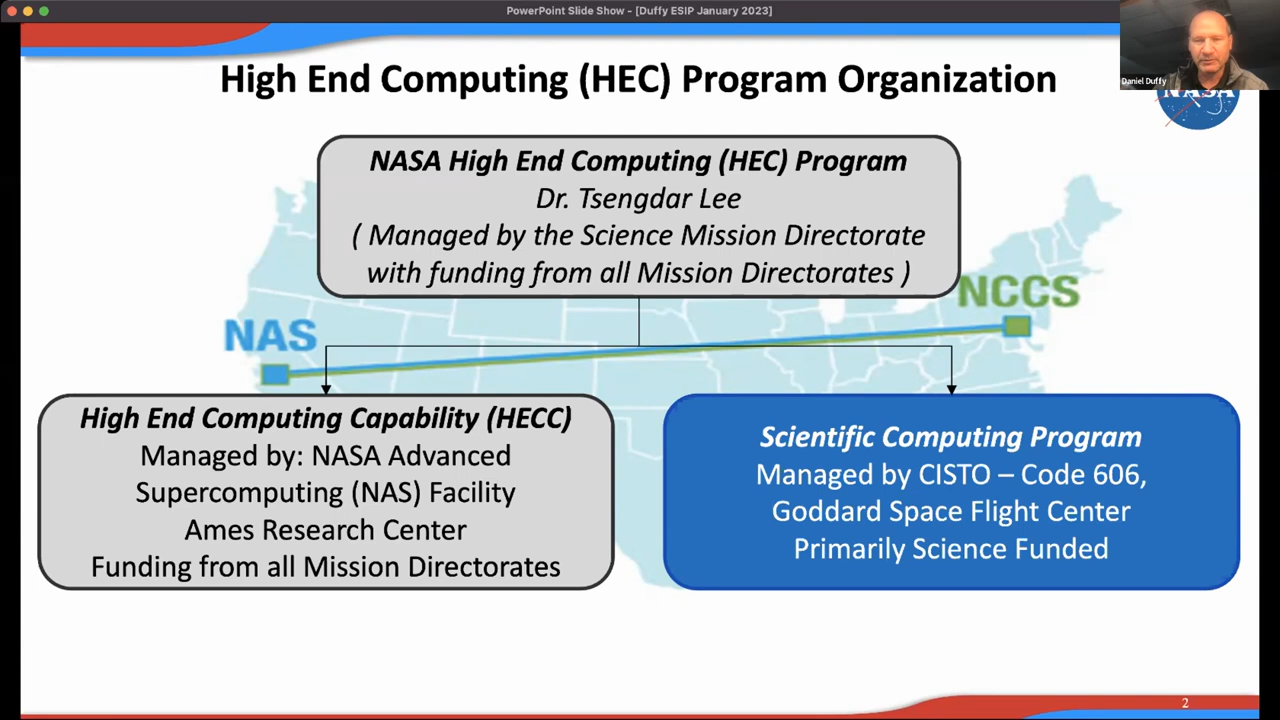 PowerPoint Slide Show - [Duffy ESIP January 2023]
Daniel Duffy
NASA
High End Computing (HEC) Program Organization
NASA High End Computing (HEC) Program
Dr. Tsengdar Lee
( Managed by the Science Mission Directorate
with funding from all Mission Directorates )
NCCS
NAS
High End Computing Capability (HECC)
Managed by: NASA Advanced
Supercomputing (NAS) Facility
Ames Research Center
Funding from all Mission Directorates
Scientific Computing Program
Managed by CISTO – Code 606,
Goddard Space Flight Center
Primarily Science Funded
2